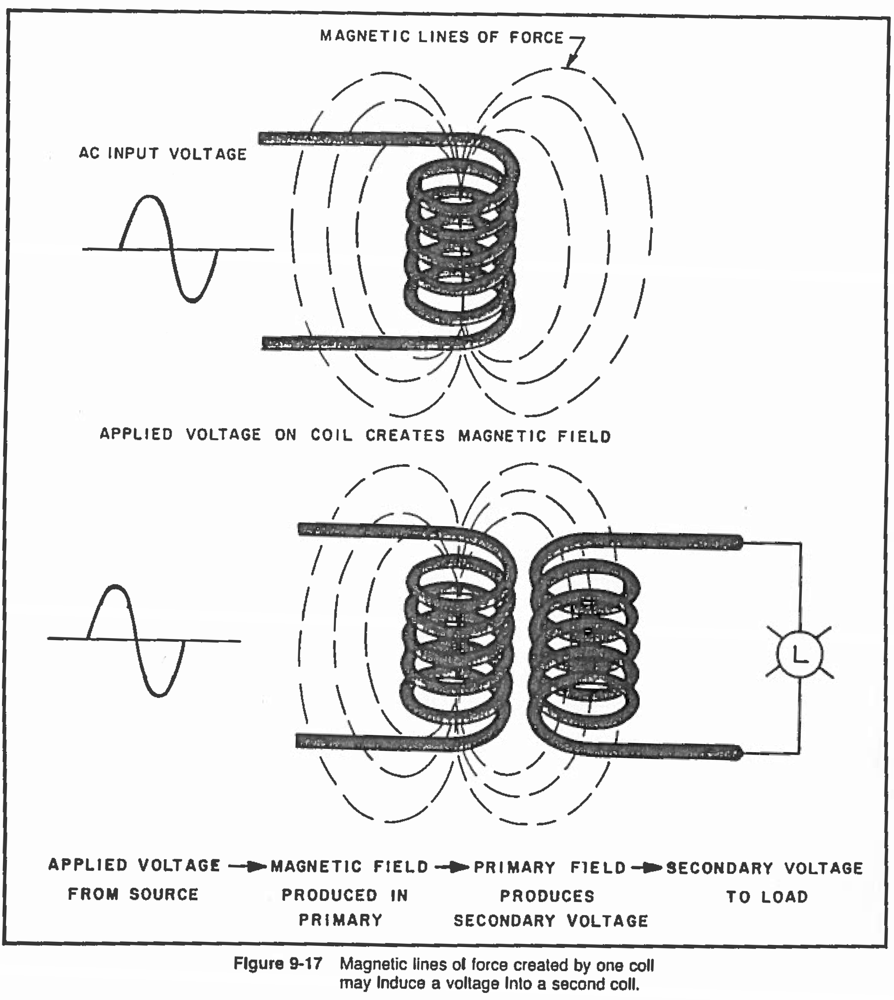 MAGNETIC LINES OF FORCE
AC INPUT VOLTAGE
APPLIED VOLTAGE ON COIL CREATES MAGNETIC FIELD
L
APPLIED VOLTAGE → MAGNETIC FIELD → PRIMARY FIELD → SECONDARY VOLTAGE
FROM SOURCE PRODUCED IN PRODUCES TO LOAD
PRIMARY SECONDARY VOLTAGE
Figure 9-17 Magnetic lines of force created by one coil
may induce a voltage into a second coil.